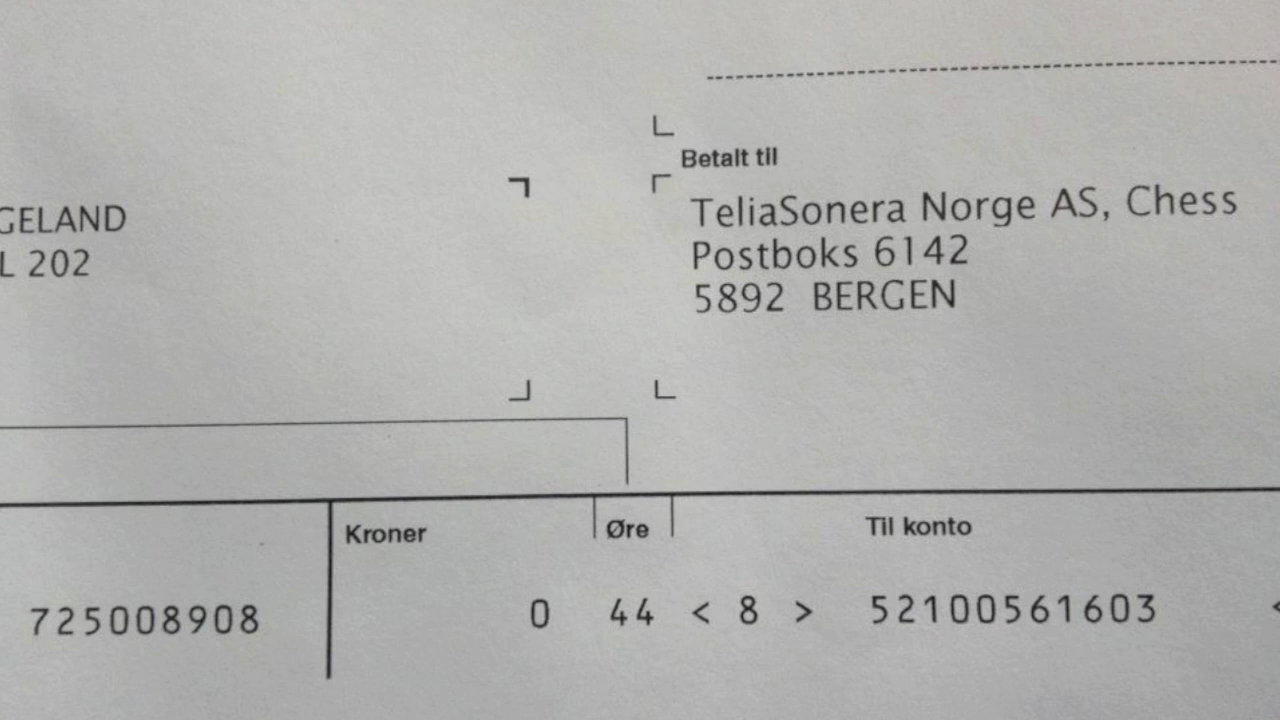 Betalt til
GELAND
L 202
TeliaSonera Norge AS, Chess
Postboks 6142
5892 BERGEN
Kroner
Øre
Til konto
725008908
0 44 < 8 > 52100561603 <